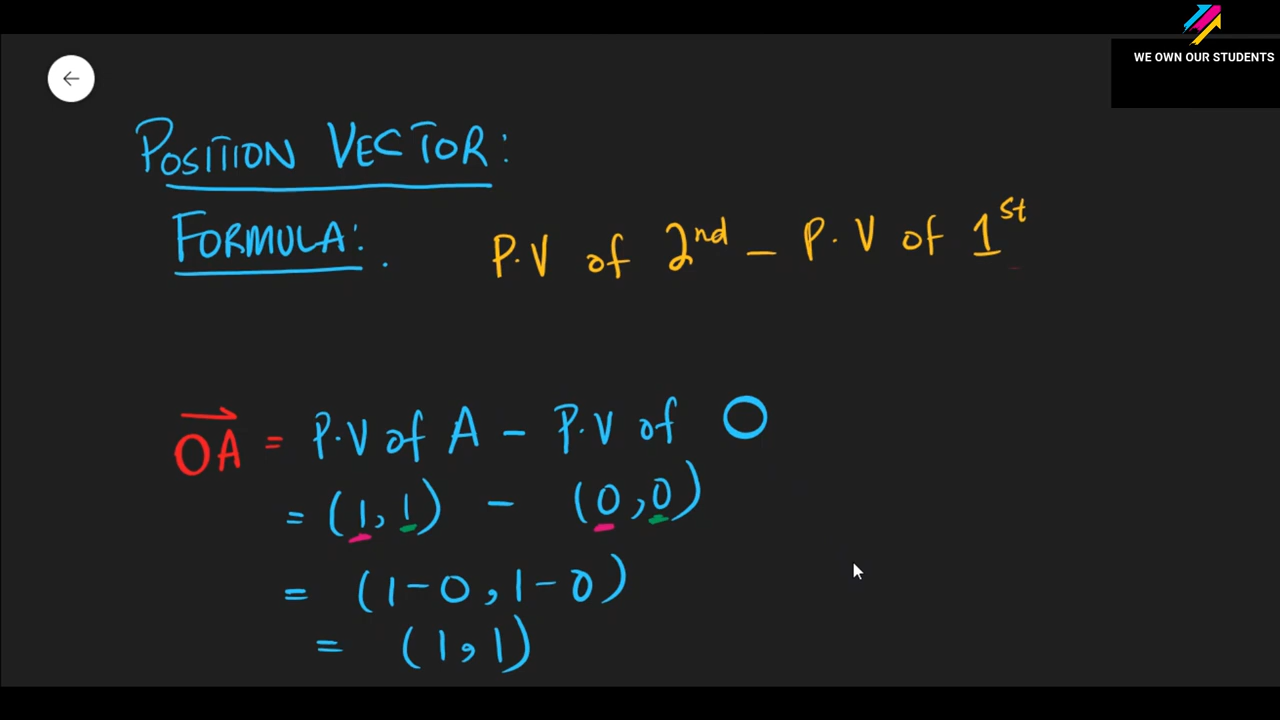 WE OWN OUR STUDENTS
POSITION VECTOR:
FORMULA: P.V of 2nd - P.V of 1st
OA = P.V of A - P.V of O
= (1, 1) - (0, 0)
= (1-0, 1-0)
= (1, 1)